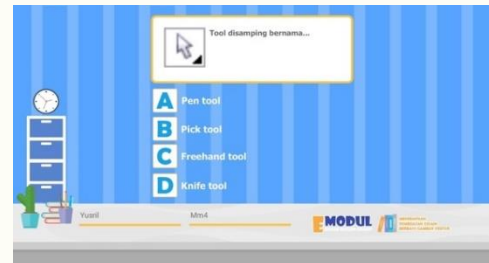 Tool disamping bernama...
A Pen tool
B Pick tool
C Freehand tool
D Knife tool
Yusril
Mm4
EMODUL